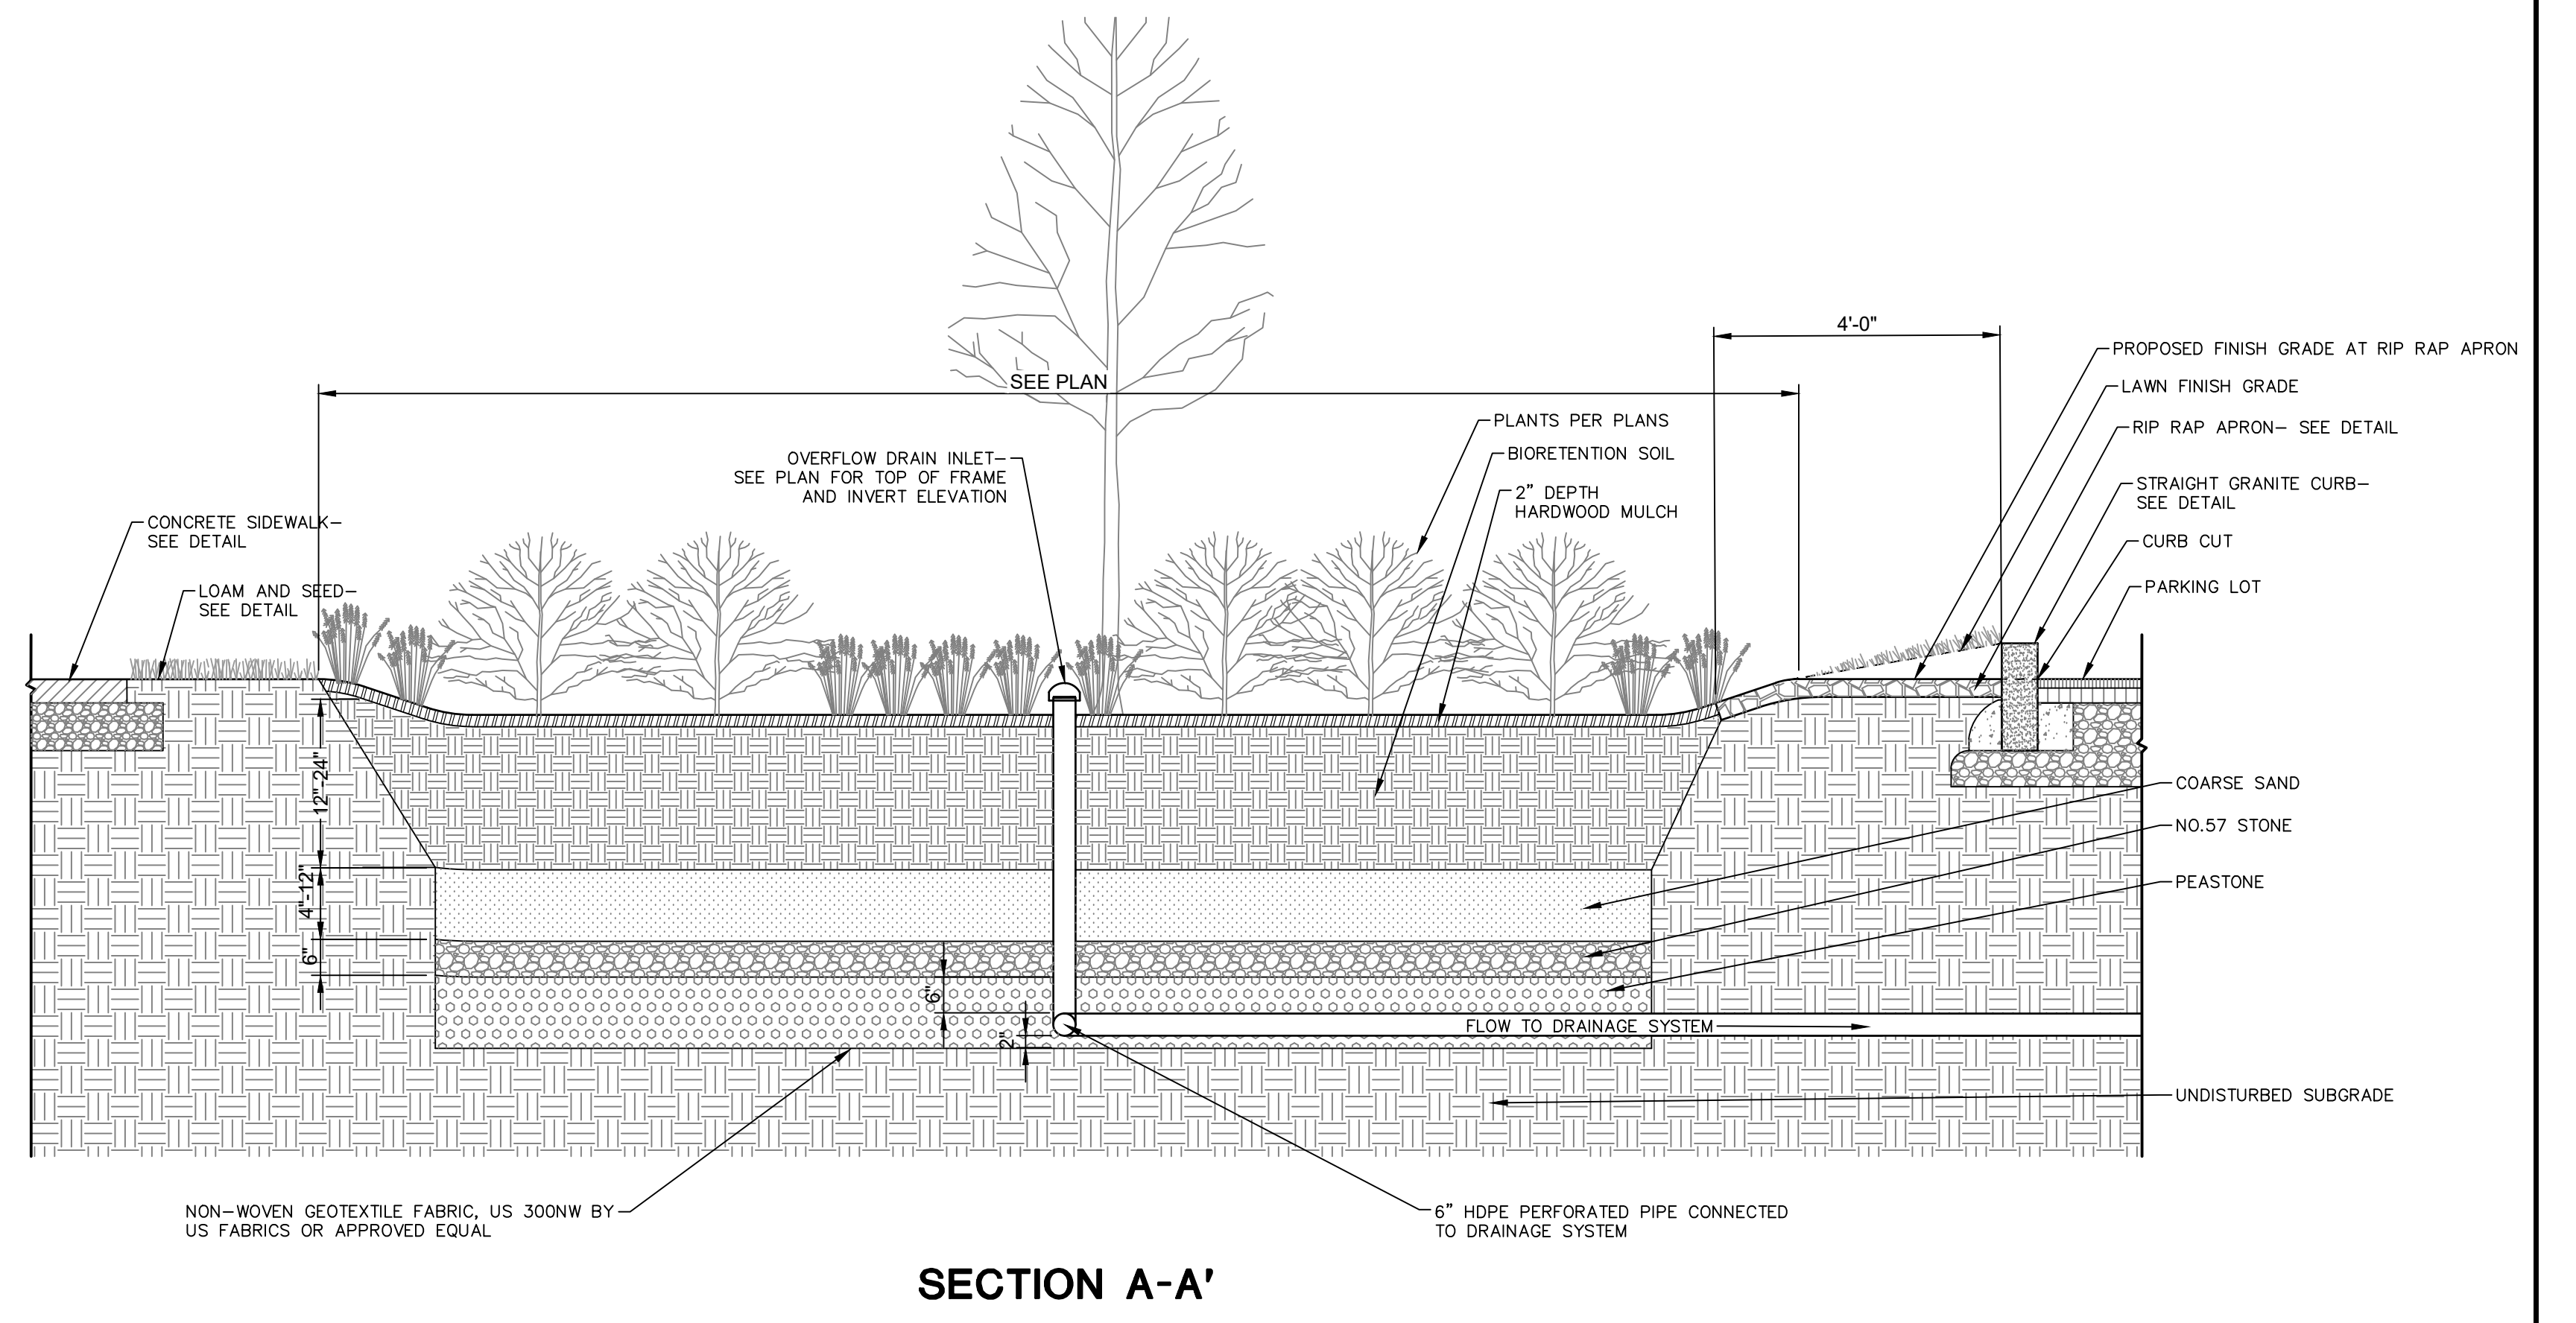 4'-0"
PROPOSED FINISH GRADE AT RIP RAP APRON
SEE PLAN
LAWN FINISH GRADE
PLANTS PER PLANS
RIP RAP APRON– SEE DETAIL
BIORETENTION SOIL
OVERFLOW DRAIN INLET–
SEE PLAN FOR TOP OF FRAME
AND INVERT ELEVATION
2” DEPTH
HARDWOOD MULCH
STRAIGHT GRANITE CURB–
SEE DETAIL
CONCRETE SIDEWALK–
SEE DETAIL
CURB CUT
LOAM AND SEED–
SEE DETAIL
PARKING LOT
12"-24"
COARSE SAND
NO.57 STONE
4"-12"
PEASTONE
6"
6"
2"
FLOW TO DRAINAGE SYSTEM
UNDISTURBED SUBGRADE
NON–WOVEN GEOTEXTILE FABRIC, US 300NW BY
US FABRICS OR APPROVED EQUAL
6” HDPE PERFORATED PIPE CONNECTED
TO DRAINAGE SYSTEM
SECTION A-A'